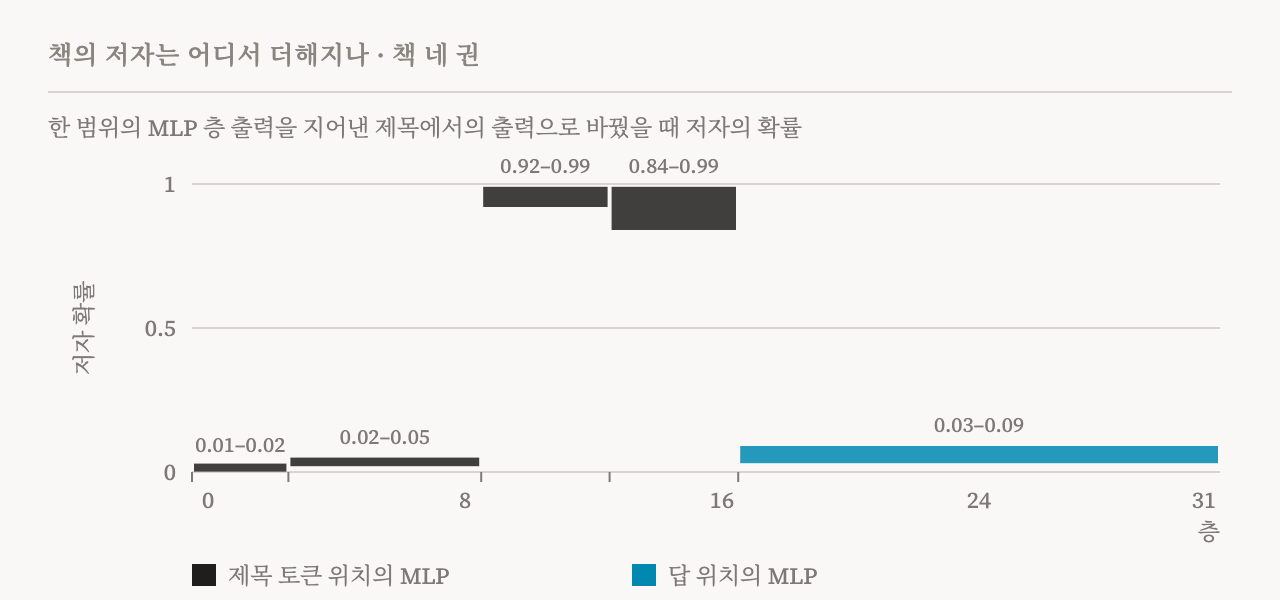 책의 저자는 어디서 더해지나 · 책 네 권
한 범위의 MLP 층 출력을 지어낸 제목에서의 출력으로 바꿨을 때 저자의 확률
0.92–0.99 0.84–0.99
1
저자 확률
0.5
0.03–0.09
0.01–0.02 0.02–0.05
0
0 8 16 24 31
층
제목 토큰 위치의 MLP 답 위치의 MLP